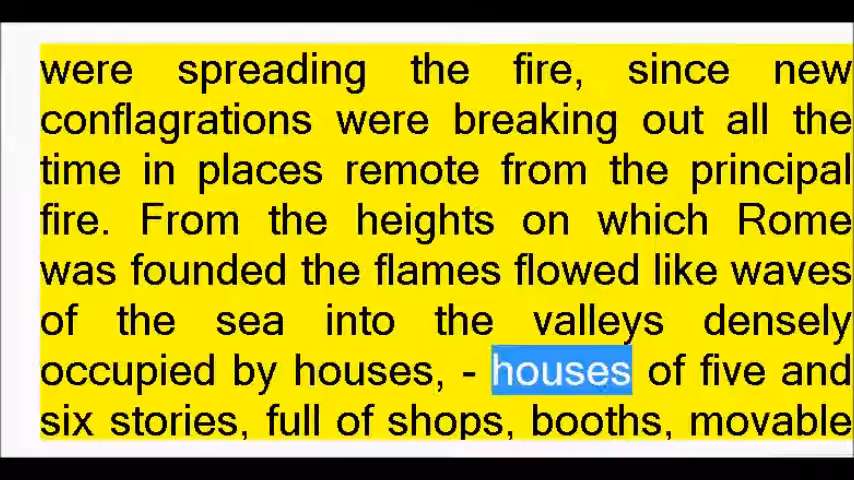 were spreading the fire, since new
conflagrations were breaking out all the
time in places remote from the principal
fire. From the heights on which Rome
was founded the flames flowed like waves
of the sea into the valleys densely
occupied by houses, - houses of five and
six stories, full of shops, booths, movable